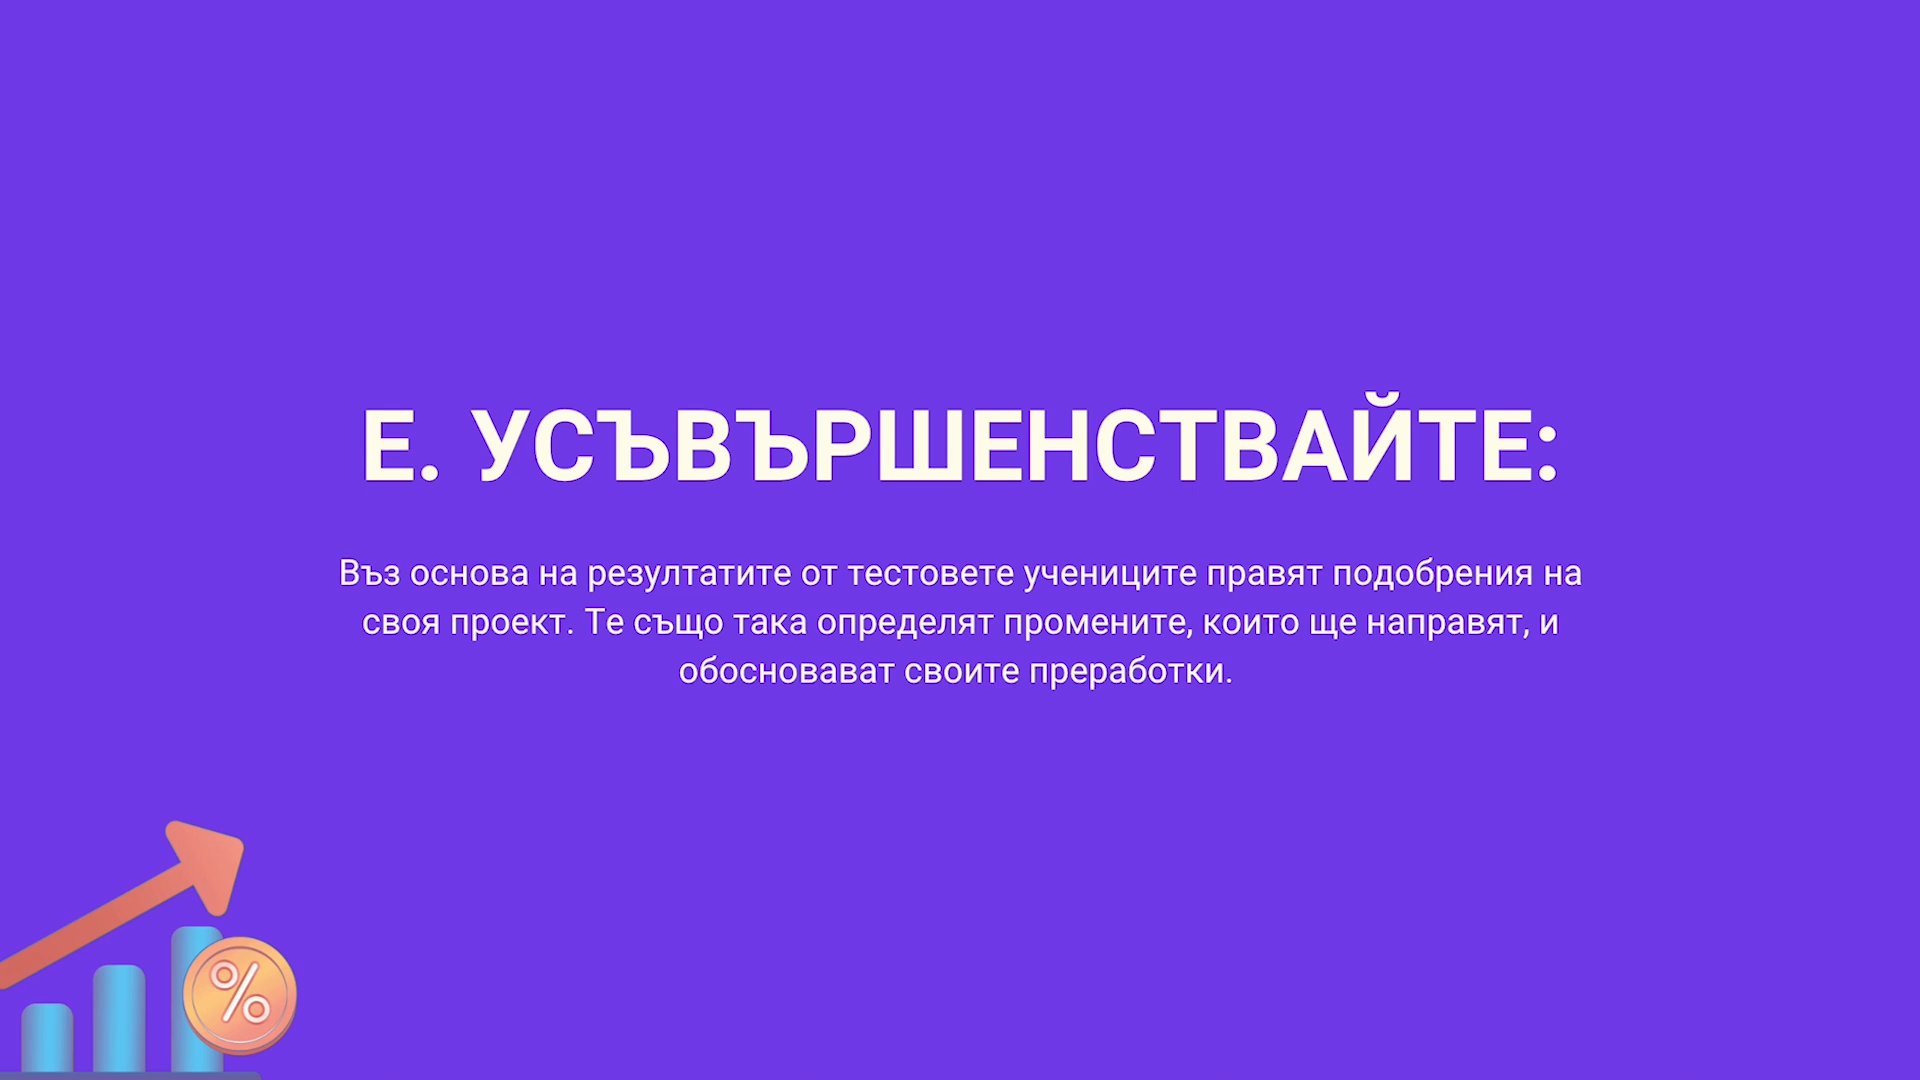 Е. УСЪВЪРШЕНСТВАЙТЕ:
Въз основа на резултатите от тестовете учениците правят подобрения на
своя проект. Те също така определят промените, които ще направят, и
обосновават своите преработки.
%